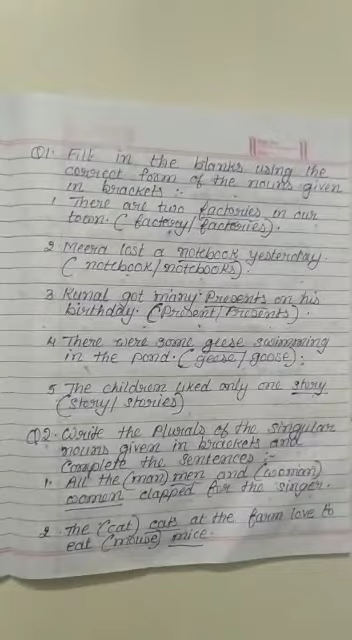 Q1. Fill in the blanks using the
correct form of the nouns given
in brackets :-
1. There are two factories in our
town. (factory/factories).
2. Meera lost a notebook yesterday.
(notebook/notebooks).
3. Kunal got many Presents on his
birthday. (Present/Presents).
4. There were some geese swimming
in the pond. (geese/goose).
5. The children liked only one story
(story/stories)
Q2. Write the Plurals of the singular
nouns given in brackets and
Complete the sentences :-
1. All the (man) men and (woman)
women clapped for the singer.
2. The (cat) cats at the farm love to
eat (mouse) mice.